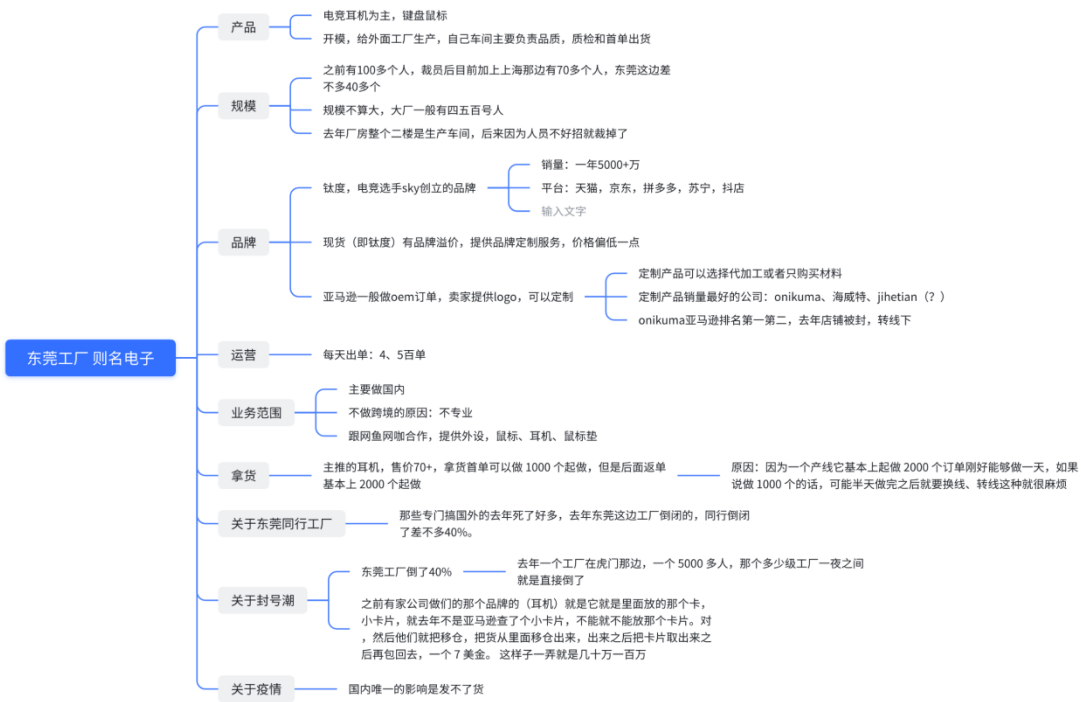 东莞工厂 则名电子
产品
电竞耳机为主，键盘鼠标
开模，给外面工厂生产，自己车间主要负责品质，质检和首单出货
规模
之前有100多个人，裁员后目前加上上海那边有70多个人，东莞这边差
不多40多个
规模不算大，大厂一般有四五百号人
去年厂房整个二楼是生产车间，后来因为人员不好招就裁掉了
品牌
钛度，电竞选手sky创立的品牌
销量：一年5000+万
平台：天猫，京东，拼多多，苏宁，抖店
输入文字
现货（即钛度）有品牌溢价，提供品牌定制服务，价格偏低一点
亚马逊一般做oem订单，卖家提供logo，可以定制
定制产品可以选择代加工或者只购买材料
定制产品销量最好的公司：onikuma、海威特、jihetian（？）
onikuma亚马逊排名第一第二，去年店铺被封，转线下
运营
每天出单：4、5百单
业务范围
主要做国内
不做跨境的原因：不专业
跟网鱼网咖合作，提供外设，鼠标、耳机、鼠标垫
拿货
主推的耳机，售价70+，拿货首单可以做 1000 个起做，但是后面返单
基本上 2000 个起做
原因：因为一个产线它基本上起做 2000 个订单刚好能够做一天，如果
说做 1000 个的话，可能半天做完之后就要换线、转线这种就很麻烦
关于东莞同行工厂
那些专门搞国外的去年死了好多，去年东莞这边工厂倒闭的，同行倒闭
了差不多40%。
关于封号潮
东莞工厂倒了40%
去年一个工厂在虎门那边，一个 5000 多人，那个多少级工厂一夜之间
就是直接倒了
之前有家公司做们的那个品牌的（耳机）就是它就是里面放的那个卡，
小卡片，就去年不是亚马逊查了个小卡片，不能就不能放那个卡片。对
，然后他们就把移仓，把货从里面移仓出来，出来之后把卡片取出来之
后再包回去，一个 7 美金。 这样子一弄就是几十万一百万
关于疫情
国内唯一的影响是发不了货